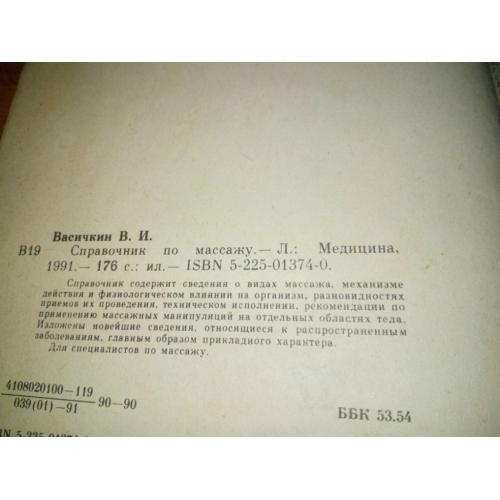 Васичкин В. И.
В19 Справочник по массажу.— Л.: Медицина,
1991.— 176 с.: ил.— ISBN 5-225-01374-0.
Справочник содержит сведения о видах массажа, механизме
действия и физиологическом влиянии на организм, разновидностях
приемов их проведения, техническом исполнении, рекомендации по
применению массажных манипуляций на отдельных областях тела.
Изложены новейшие сведения, относящиеся к распространенным
заболеваниям, главным образом прикладного характера.
Для специалистов по массажу.
4108020100—119
039(01)—91
90—90
ББК 53.54